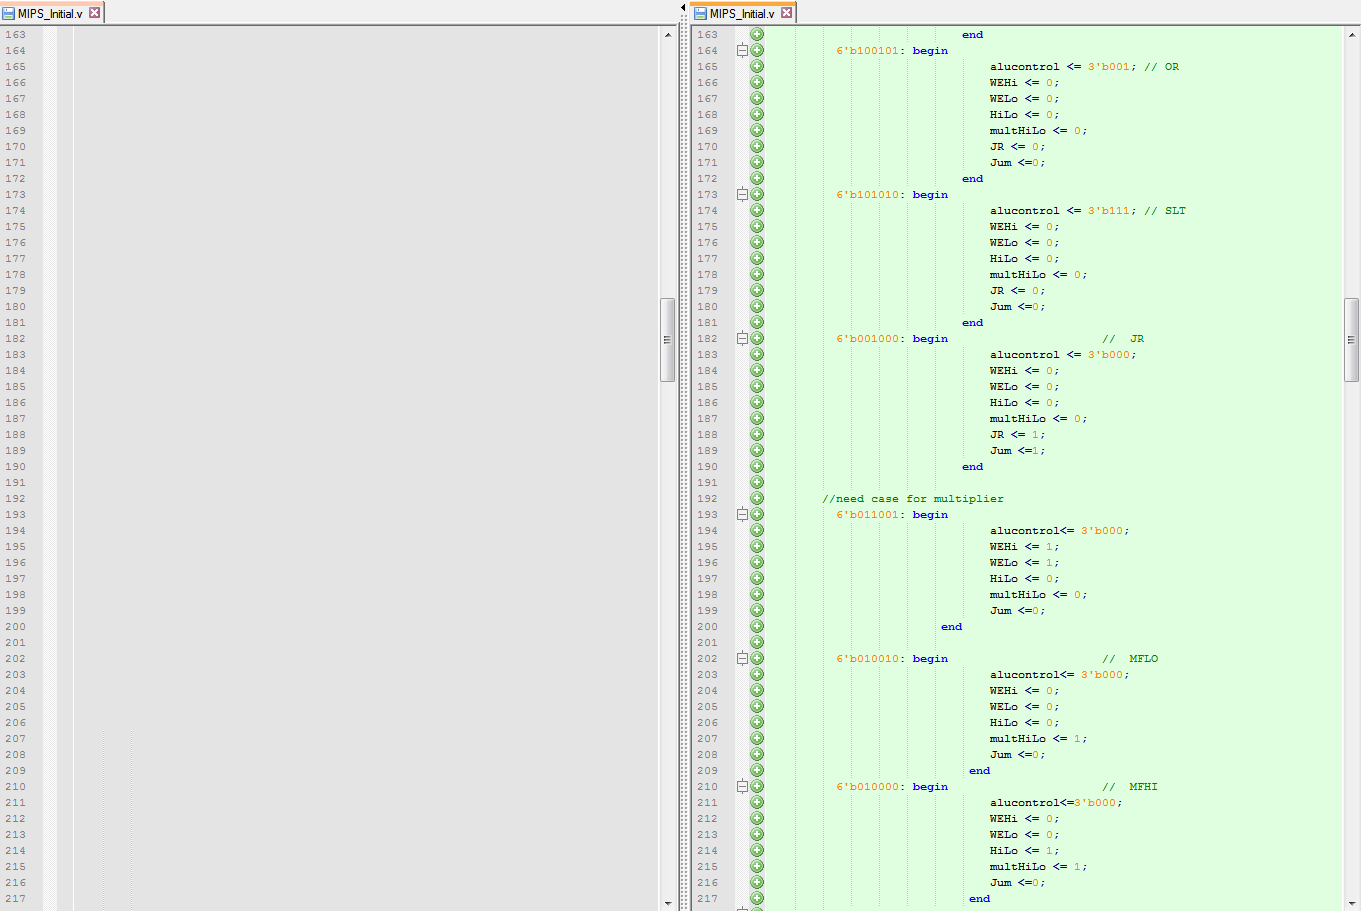 MIPS_Initial.v
163
164
165
166
167
168
169
170
171
172
173
174
175
176
177
178
179
180
181
182
183
184
185
186
187
188
189
190
191
192
193
194
195
196
197
198
199
200
201
202
203
204
205
206
207
208
209
210
211
212
213
214
215
216
217
MIPS_Initial.v
163 end
164 6'b100101: begin
165 alucontrol <= 3'b001; // OR
166 WEHi <= 0;
167 WELo <= 0;
168 HiLo <= 0;
169 multHiLo <= 0;
170 JR <= 0;
171 Jum <=0;
172 end
173 6'b101010: begin
174 alucontrol <= 3'b111; // SLT
175 WEHi <= 0;
176 WELo <= 0;
177 HiLo <= 0;
178 multHiLo <= 0;
179 JR <= 0;
180 Jum <=0;
181 end
182 6'b001000: begin // JR
183 alucontrol <= 3'b000;
184 WEHi <= 0;
185 WELo <= 0;
186 HiLo <= 0;
187 multHiLo <= 0;
188 JR <= 1;
189 Jum <=1;
190 end
191
192 //need case for multiplier
193 6'b011001: begin
194 alucontrol<= 3'b000;
195 WEHi <= 1;
196 WELo <= 1;
197 HiLo <= 0;
198 multHiLo <= 0;
199 Jum <=0;
200 end
201
202 6'b010010: begin // MFLO
203 alucontrol<= 3'b000;
204 WEHi <= 0;
205 WELo <= 0;
206 HiLo <= 0;
207 multHiLo <= 1;
208 Jum <=0;
209 end
210 6'b010000: begin // MFHI
211 alucontrol<=3'b000;
212 WEHi <= 0;
213 WELo <= 0;
214 HiLo <= 1;
215 multHiLo <= 1;
216 Jum <=0;
217 end